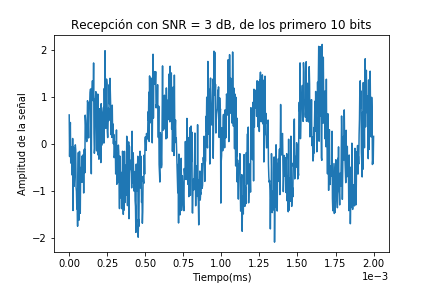 Recepción con SNR = 3 dB, de los primero 10 bits
Amplitud de la señal
2
1
0
−1
−2
0.00 0.25 0.50 0.75 1.00 1.25 1.50 1.75 2.00
1e−3
Tiempo(ms)